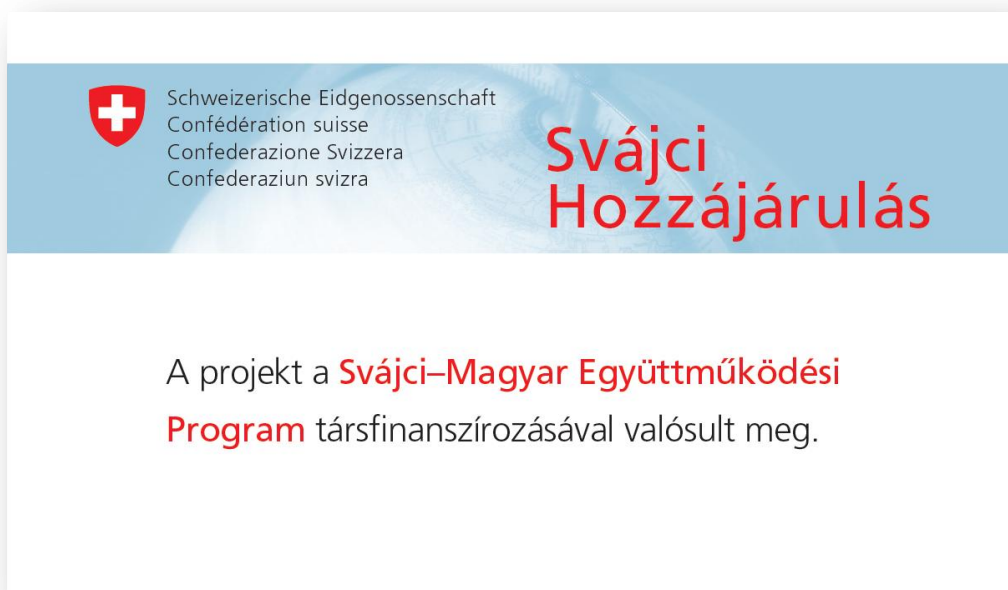 Schweizerische Eidgenossenschaft
Confédération suisse
Confederazione Svizzera
Confederaziun svizra
Svájci
Hozzájárulás
A projekt a Svájci–Magyar Együttműködési
Program társfinanszírozásával valósult meg.